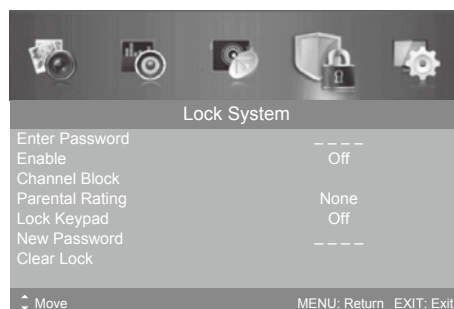 Lock System
Enter Password _ _ _ _
Enable Off
Channel Block
Parental Rating None
Lock Keypad Off
New Password _ _ _ _
Clear Lock
Move MENU: Return EXIT: Exit